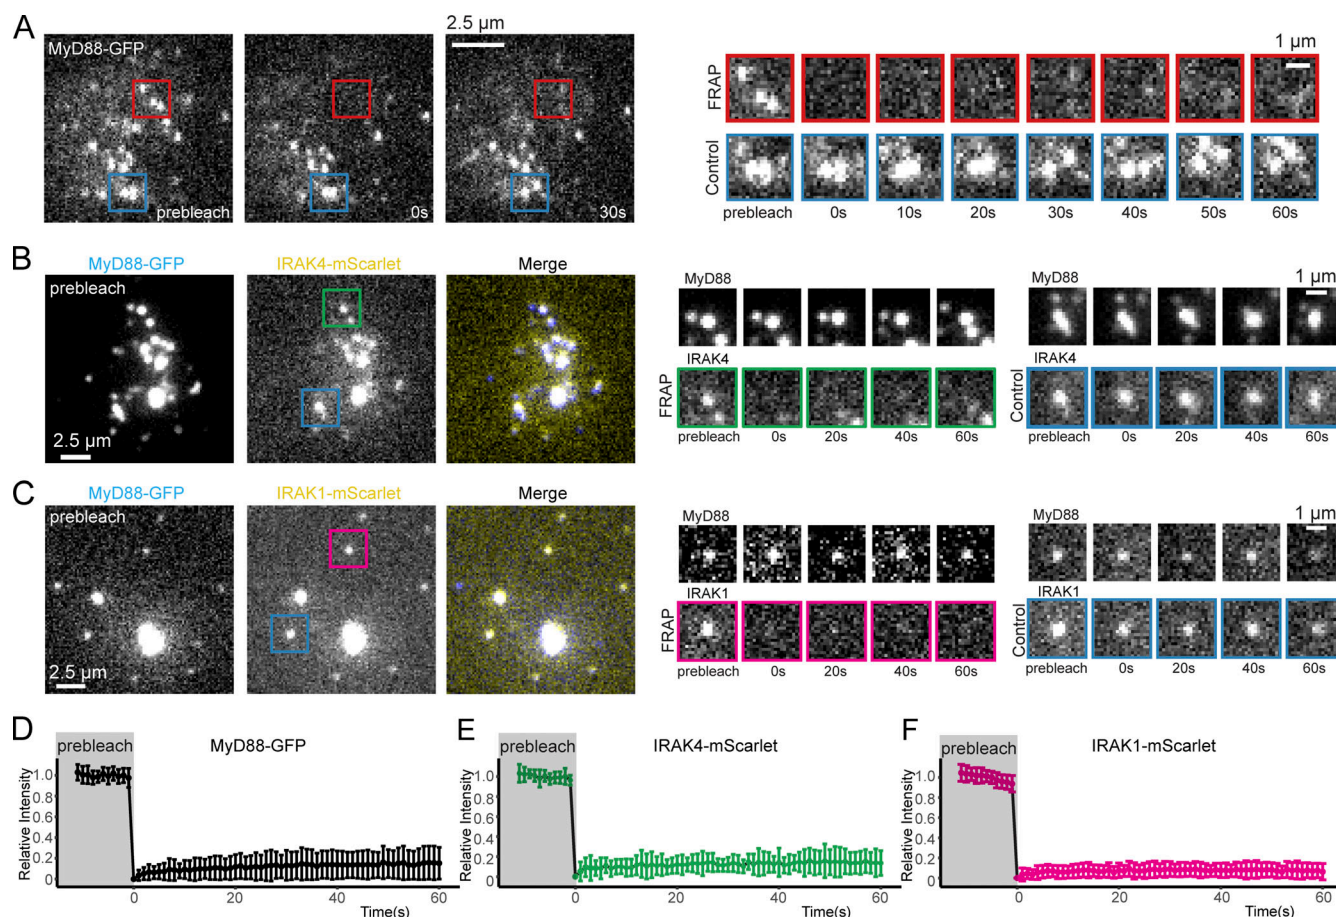 A
MyD88-GFP
prebleach
0s
2.5 µm
30s
1 µm
FRAP
Control
prebleach 0s 10s 20s 30s 40s 50s 60s
B
MyD88-GFP IRAK4-mScarlet Merge
prebleach
2.5 µm
MyD88
IRAK4
FRAP
prebleach 0s 20s 40s 60s
MyD88
1 µm
IRAK4
Control
prebleach 0s 20s 40s 60s
C
MyD88-GFP IRAK1-mScarlet Merge
prebleach
2.5 µm
MyD88
IRAK1
FRAP
prebleach 0s 20s 40s 60s
MyD88
1 µm
IRAK1
Control
prebleach 0s 20s 40s 60s
D
prebleach
MyD88-GFP
Relative Intensity
1.0
0.8
0.6
0.4
0.2
0
0 20 40 60
Time(s)
E
prebleach
IRAK4-mScarlet
Relative Intensity
1.0
0.8
0.6
0.4
0.2
0
0 20 40 60
Time(s)
F
prebleach
IRAK1-mScarlet
Relative Intensity
1.0
0.8
0.6
0.4
0.2
0
0 20 40 60
Time(s)